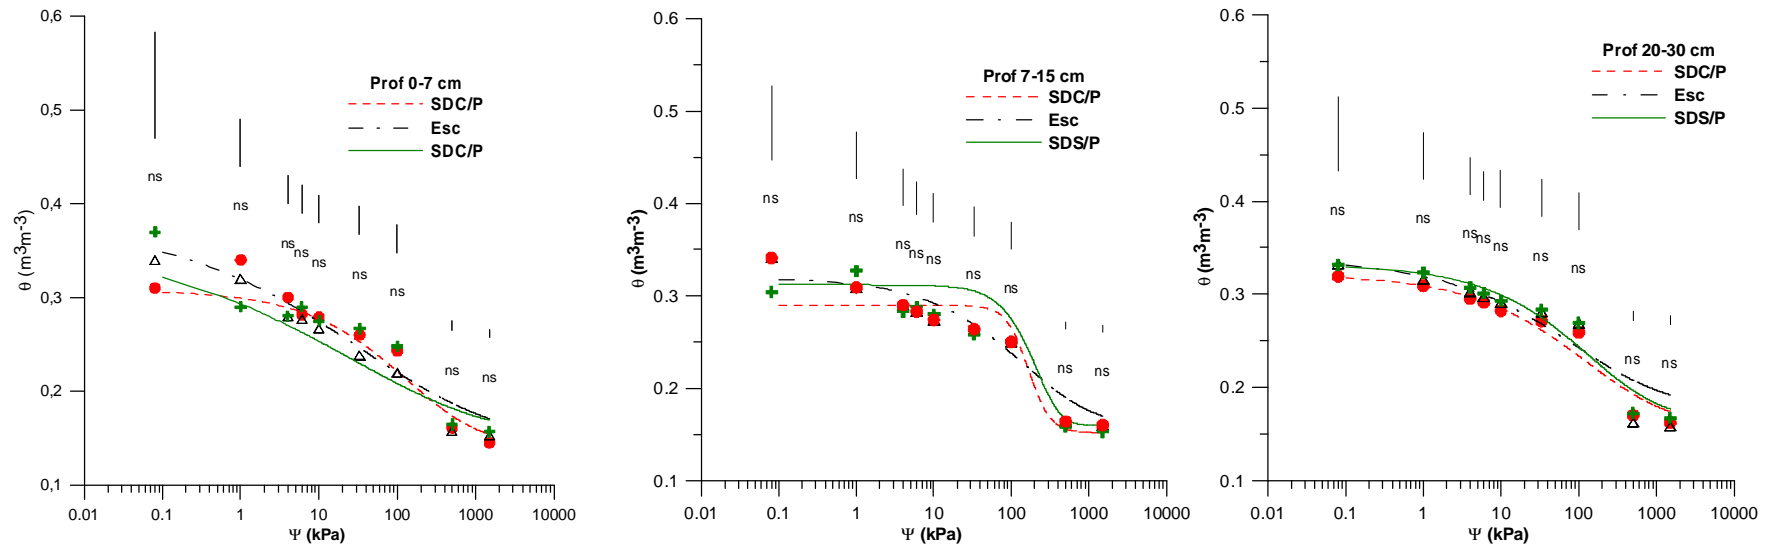 0,6
0,5
0,4
0,3
0,2
0,1
θ (m³m-³)
Prof 0-7 cm
SDC/P
Esc
SDC/P
ns
ns
ns
ns
ns
ns
ns
ns
ns
0.01 0.1 1 10 100 1000 10000
Ψ (kPa)
0.6
0.5
0.4
0.3
0.2
0.1
θ (m³m-³)
Prof 7-15 cm
SDC/P
Esc
SDS/P
ns
ns
ns
ns
ns
ns
ns
ns
ns
0.01 0.1 1 10 100 1000 10000
Ψ (kPa)
0.6
0.5
0.4
0.3
0.2
0.1
θ (m³m-³)
Prof 20-30 cm
SDC/P
Esc
SDS/P
ns
ns
ns
ns
ns
ns
ns
ns
ns
0.01 0.1 1 10 100 1000 10000
Ψ (kPa)